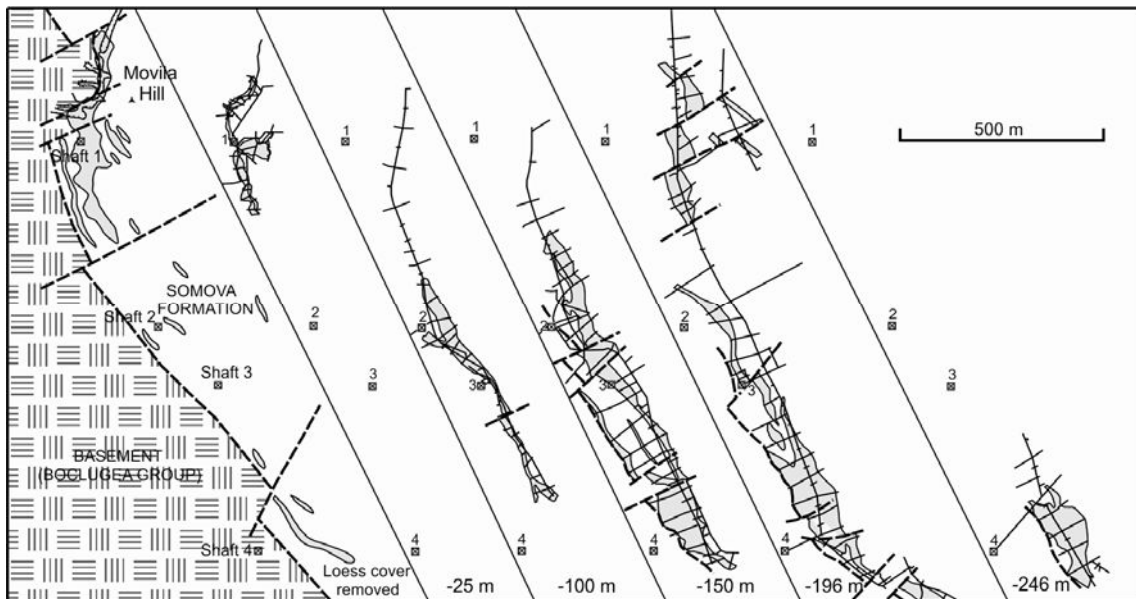 Movila
Hill
Shaft 1
1
1
1
1
1
500 m
SOMOVA
FORMATION
Shaft 2
2
2
2
2
2
Shaft 3
3
3
3
3
3
BASEMENT
(BOCLUGEA GROUP)
Shaft 4
4
4
4
4
4
Loess cover
removed
-25 m
-100 m
-150 m
-196 m
-246 m